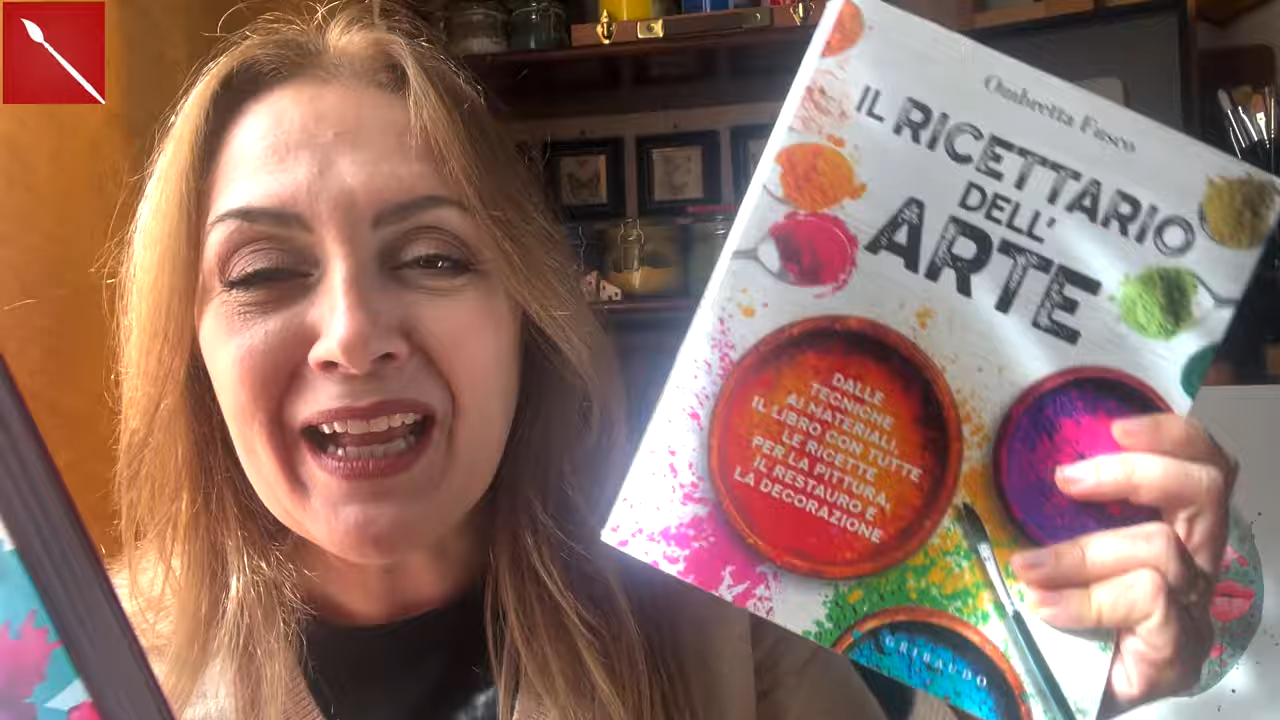 Ombretta Fusco
IL RICETTARIO
DELL'
ARTE
DALLE
TECNICHE
AI MATERIALI,
IL LIBRO CON TUTTE
LE RICETTE
PER LA PITTURA,
IL RESTAURO E
LA DECORAZIONE
GRIBAUDO